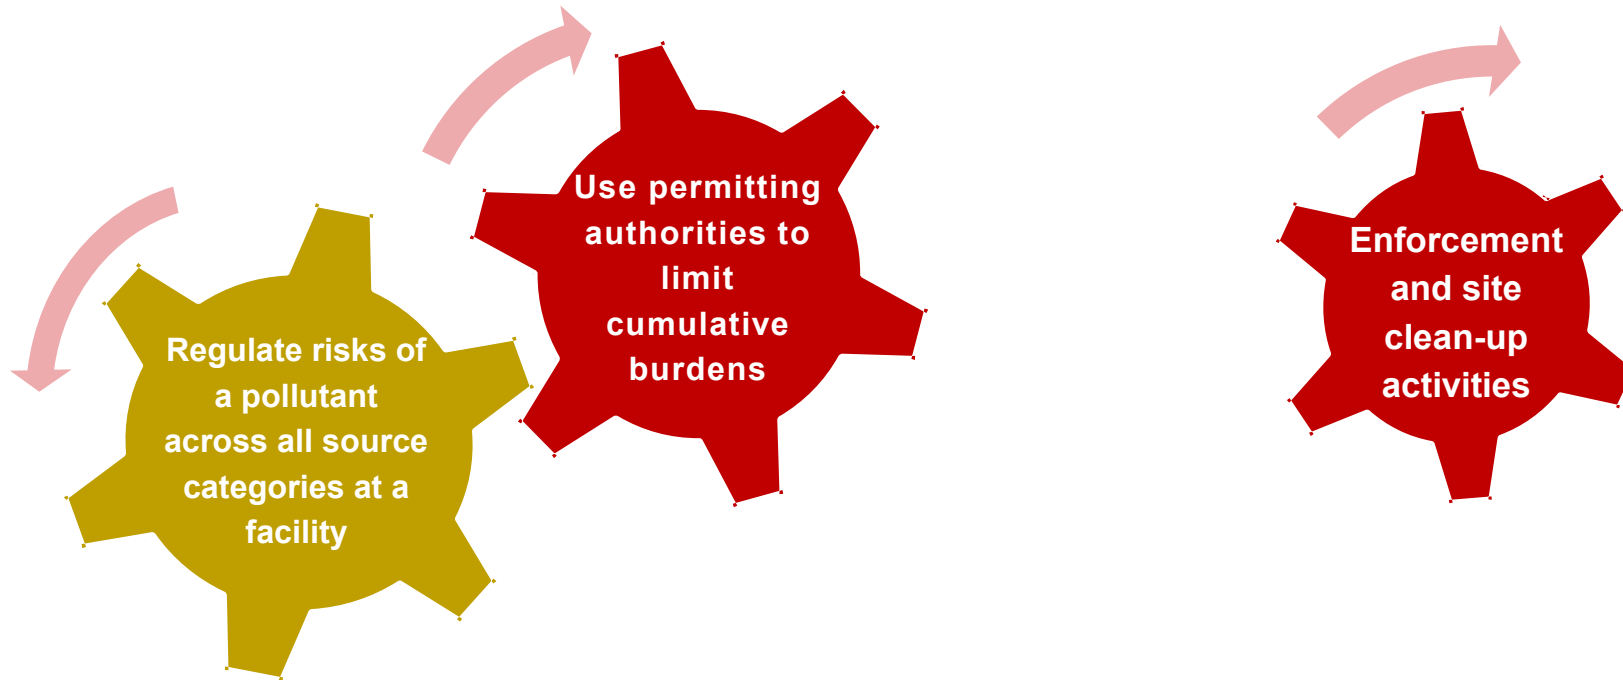 Use permitting
authorities to
limit
cumulative
burdens
Enforcement
and site
clean-up
activities
Regulate risks of
a pollutant
across all source
categories at a
facility